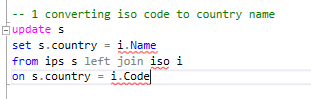 -- 1 converting iso code to country name
update s
set s.country = i.Name
from ips s left join iso i
on s.country = i.Code